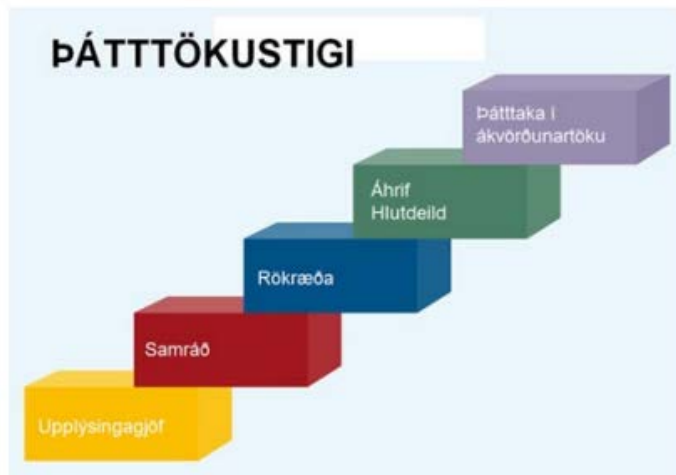 ÞÁTTTÖKUSTIGI
Þátttaka í
ákvörðunartöku
Áhrif
Hlutdeild
Rökræða
Samráð
Upplýsingagjöf